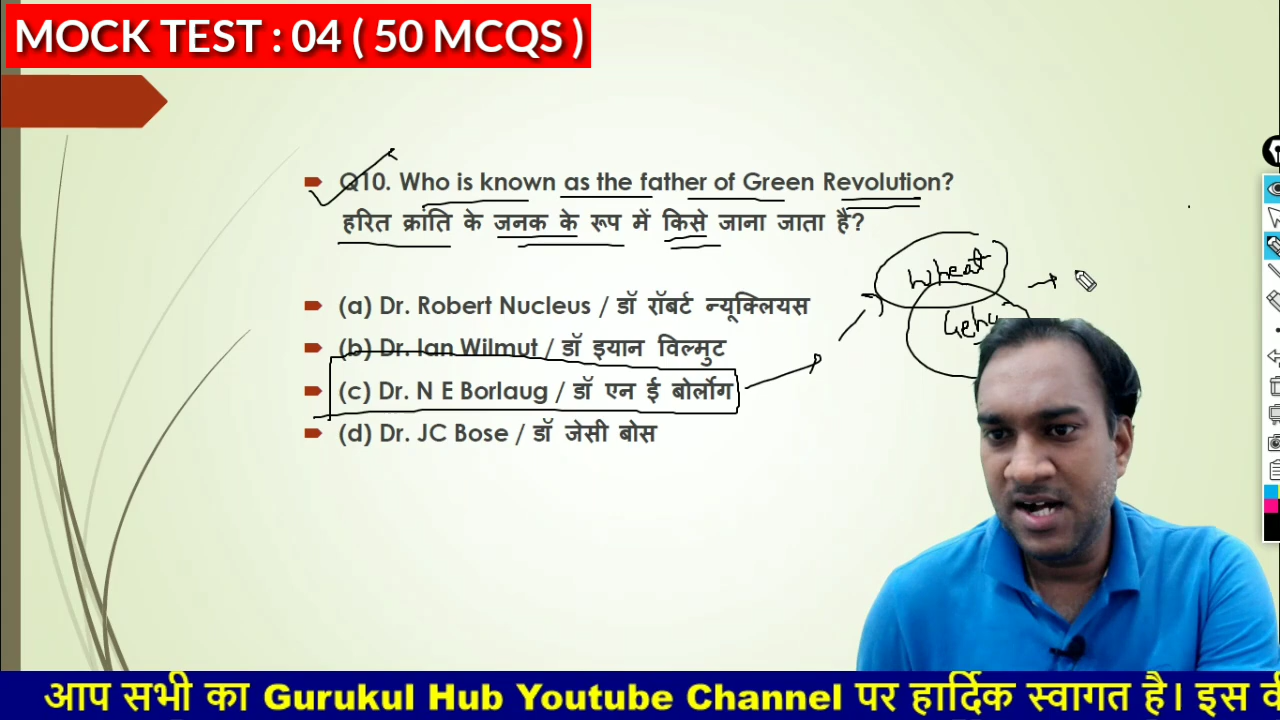 MOCK TEST : 04 ( 50 MCQS )
Q10. Who is known as the father of Green Revolution?
हरित क्रांति के जनक के रूप में किसे जाना जाता है?
Wheat
(a) Dr. Robert Nucleus / डॉ रॉबर्ट न्यूक्लियस
(b) Dr. Ian Wilmut / डॉ इयान विल्मुट
(c) Dr. N E Borlaug / डॉ एन ई बोर्लोग
(d) Dr. JC Bose / डॉ जेसी बोस
आप सभी का Gurukul Hub Youtube Channel पर हार्दिक स्वागत है। इस